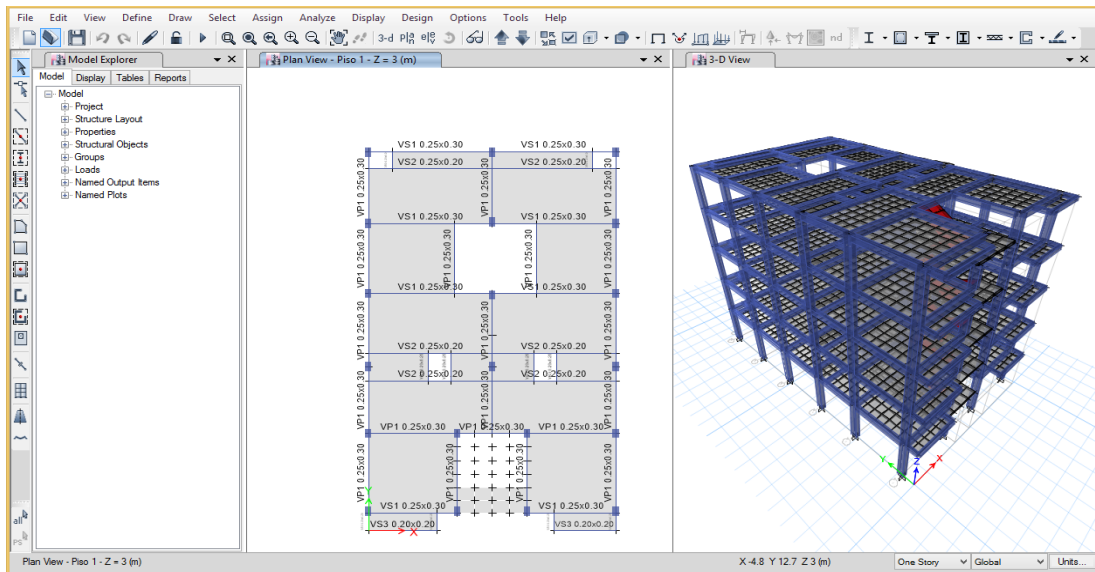 File Edit View Define Draw Select Assign Analyze Display Design Options Tools Help
3-d Pla elev nd
Model Explorer
Model Display Tables Reports
Model
Project
Structure Layout
Properties
Structural Objects
Groups
Loads
Named Output Items
Named Plots
all
PS
Plan View - Piso 1 - Z = 3 (m)
VS1 0.25x0.30 VS1 0.25x0.30
VS2 0.25x0.20 VS2 0.25x0.20
VP1 0.25x0.30 VP1 0.25x0.30 VP1 0.25x0.30
VS1 0.25x0.30 VS1 0.25x0.30
VP1 0.25x0.30 VP1 0.25x0.30 VP1 0.25x0.30 VP1 0.25x0.30
VS1 0.25x0.30 VS1 0.25x0.30
VP1 0.25x0.30 VP1 0.25x0.30 VP1 0.25x0.30
VS2 0.25x0.20 VS2 0.25x0.20
VS2 0.25x0.20 VS2 0.25x0.20
VP1 0.25x0.30 VP1 0.25x0.30 VP1 0.25x0.30
VP1 0.25x0.30 VP1 0.25x0.30 VP1 0.25x0.30
VP1 0.25x0.30 VP1 0.25x0.30 VP1 0.25x0.30 VP1 0.25x0.30
VS1 0.25x0.30 VS1 0.25x0.30
Y
VS3 0.20x0.20 X VS3 0.20x0.20
3-D View
Y Z X
Plan View - Piso 1 - Z = 3 (m) X -4.8 Y 12.7 Z 3 (m) One Story Global Units...